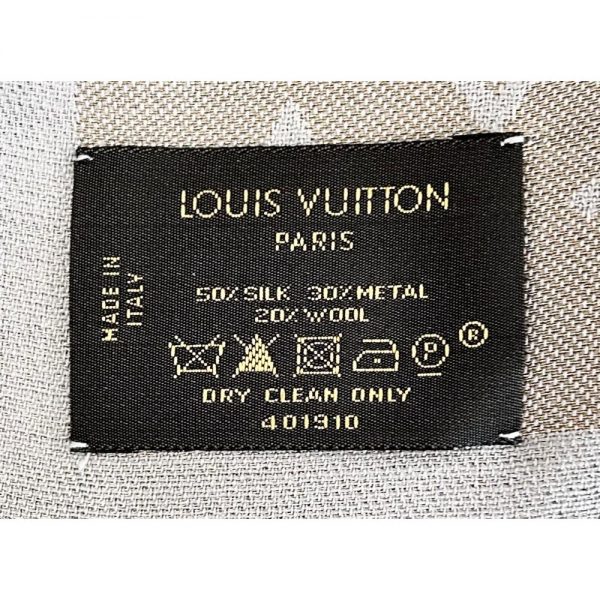 LOUIS VUITTON
PARIS
MADE IN
ITALY
50% SILK 30% METAL
20% WOOL
P ®
DRY CLEAN ONLY
401910